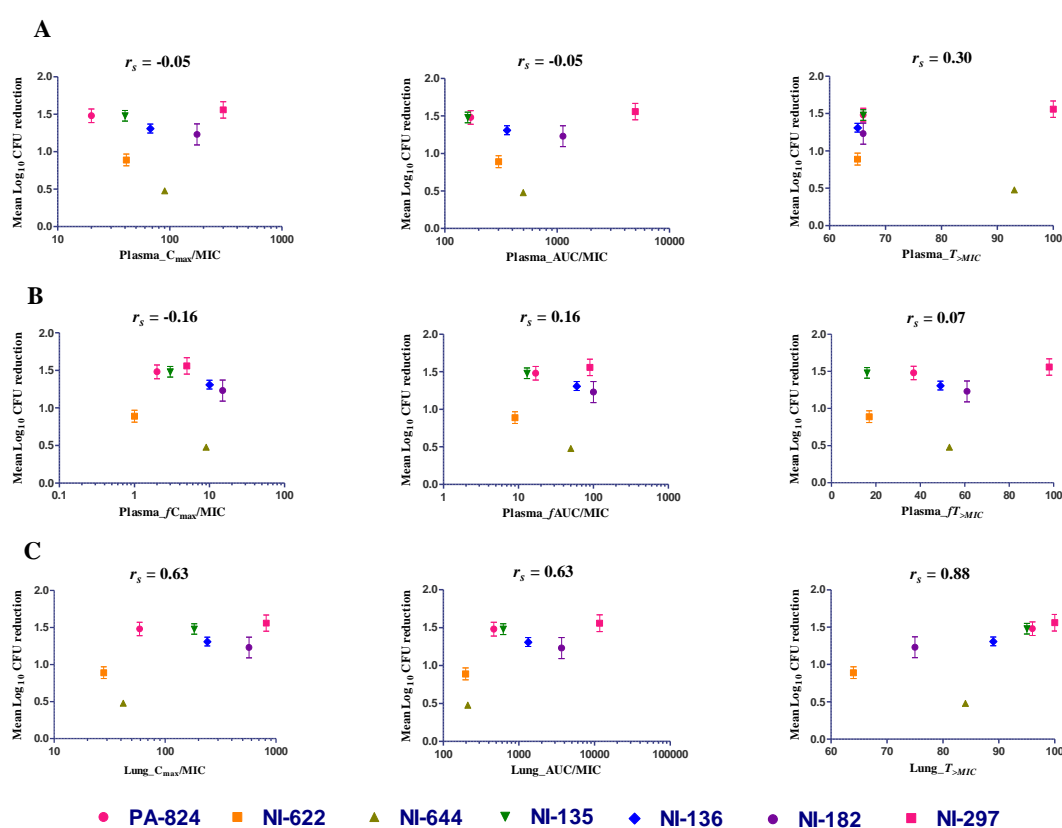 A
r_s = -0.05
r_s = -0.05
r_s = 0.30
Mean Log10 CFU reduction
2.0
1.5
1.0
0.5
0.0
10
100
1000
Plasma_Cmax/MIC
Mean Log10 CFU reduction
2.0
1.5
1.0
0.5
0.0
100
1000
10000
Plasma_AUC/MIC
Mean Log10 CFU reduction
2.0
1.5
1.0
0.5
0.0
60
70
80
90
100
Plasma_T>MIC
B
r_s = -0.16
r_s = 0.16
r_s = 0.07
Mean Log10 CFU reduction
2.0
1.5
1.0
0.5
0.0
0.1
1
10
100
Plasma_fCmax/MIC
Mean Log10 CFU reduction
2.0
1.5
1.0
0.5
0.0
1
10
100
1000
Plasma_fAUC/MIC
Mean Log10 CFU reduction
2.0
1.5
1.0
0.5
0.0
0
20
40
60
80
100
Plasma_fT>MIC
C
r_s = 0.63
r_s = 0.63
r_s = 0.88
Mean Log10 CFU reduction
2.0
1.5
1.0
0.5
0.0
10
100
1000
Lung_Cmax/MIC
Mean Log10 CFU reduction
2.0
1.5
1.0
0.5
0.0
100
1000
10000
100000
Lung_AUC/MIC
Mean Log10 CFU reduction
2.0
1.5
1.0
0.5
0.0
60
70
80
90
100
Lung_T>MIC
PA-824 NI-622 NI-644 NI-135 NI-136 NI-182 NI-297